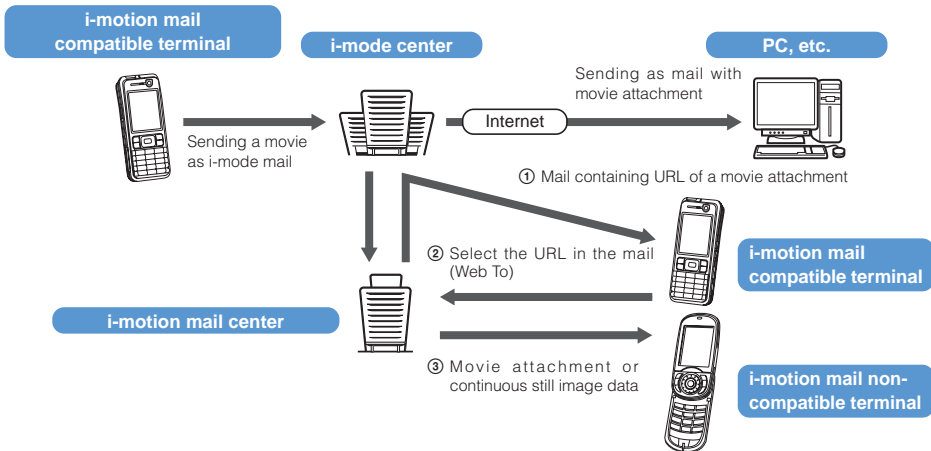 i-motion mail
compatible terminal
i-mode center
PC, etc.
Sending as mail with
movie attachment
Internet
Sending a movie
as i-mode mail
① Mail containing URL of a movie attachment
② Select the URL in the mail
(Web To)
i-motion mail
compatible terminal
i-motion mail center
③ Movie attachment or
continuous still image data
i-motion mail non-
compatible terminal